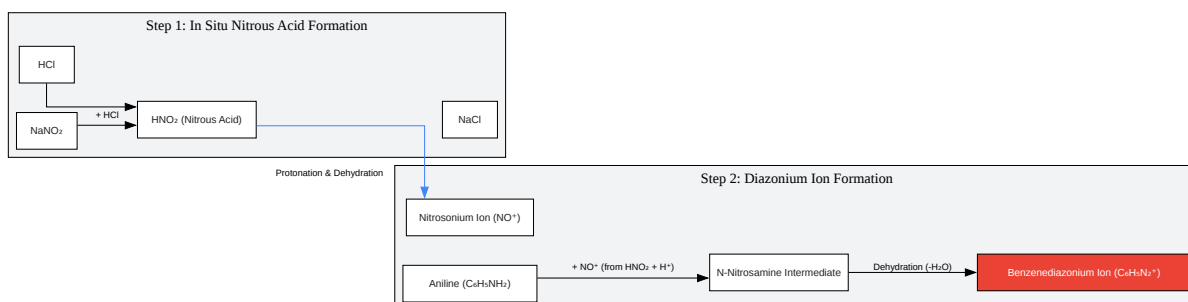 Step 1: In Situ Nitrous Acid Formation
HCl
+ HCl
NaNO₂
HNO₂ (Nitrous Acid)
NaCl
Protonation & Dehydration
Step 2: Diazonium Ion Formation
Nitrosonium Ion (NO⁺)
Aniline (C₆H₅NH₂)
+ NO⁺ (from HNO₂ + H⁺)
N-Nitrosamine Intermediate
Dehydration (-H₂O)
Benzenediazonium Ion (C₆H₅N₂⁺)